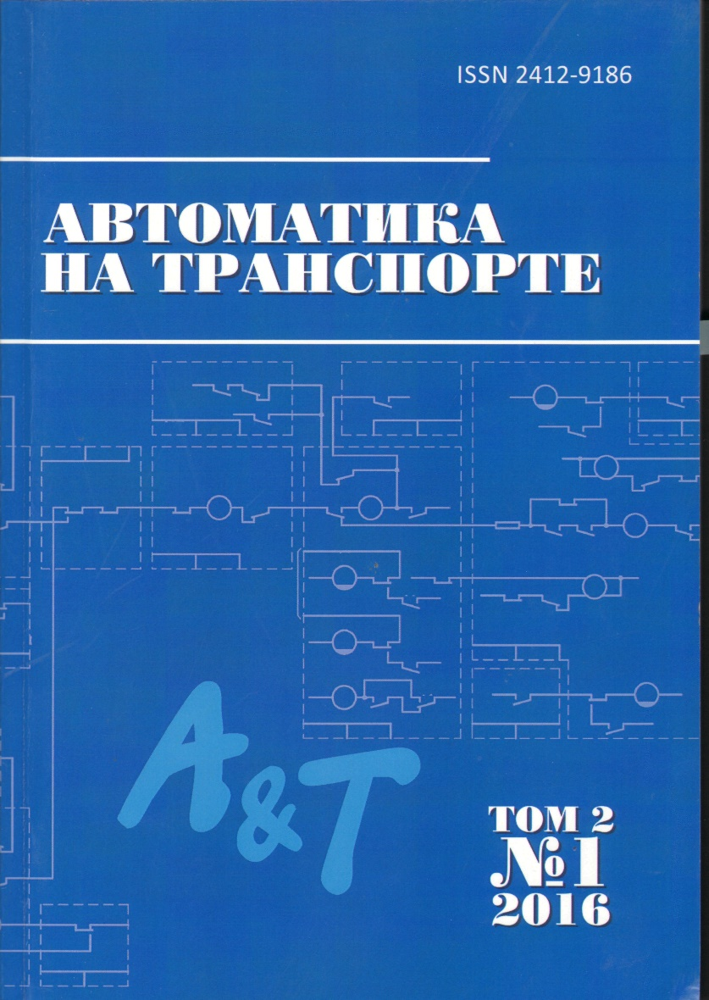 ISSN 2412-9186
АВТОМАТИКА
НА ТРАНСПОРТЕ
A&T
ТОМ 2
№1
2016